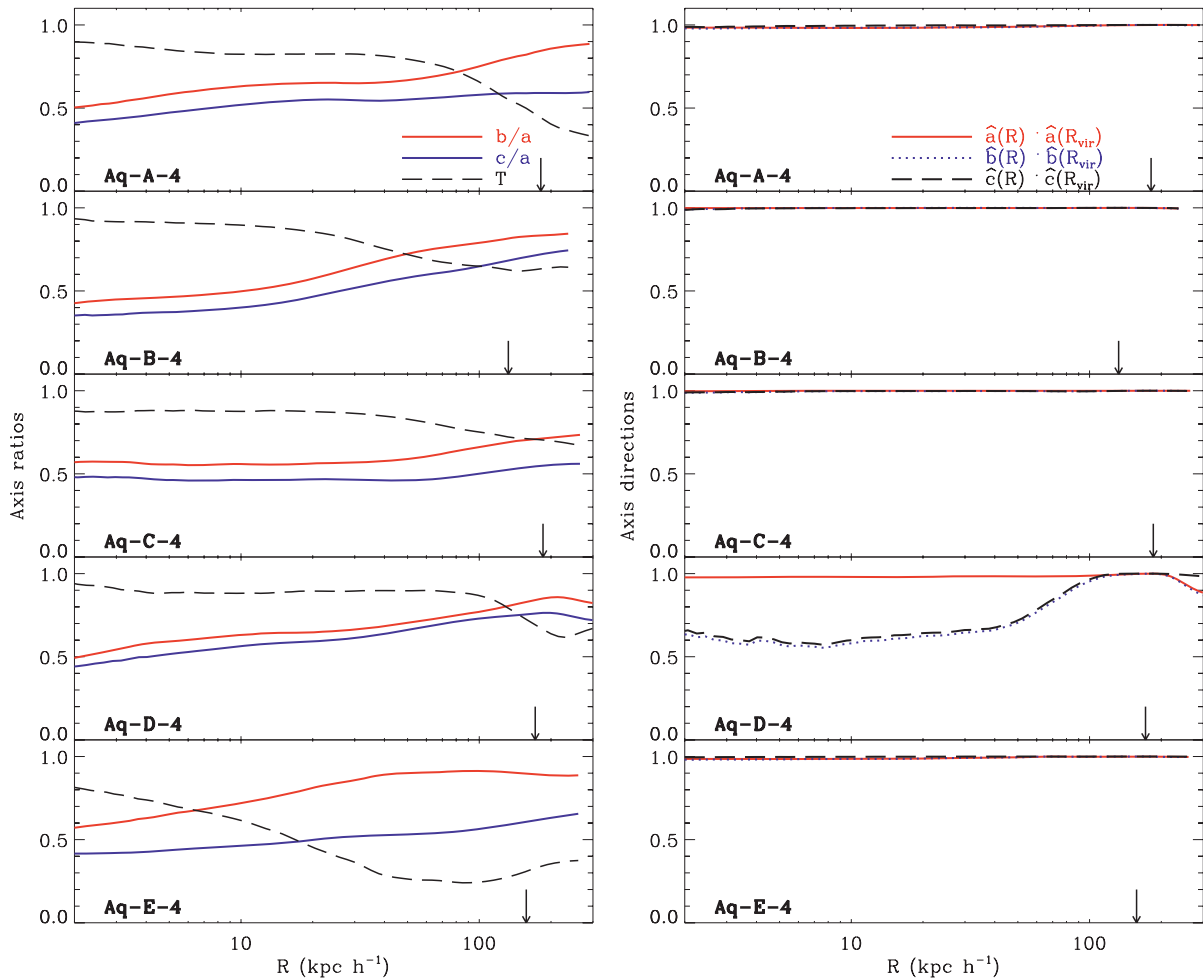 Axis ratios
1.0
0.5
0.0
b/a
c/a
T
Aq-A-4
1.0
0.5
0.0
Aq-B-4
1.0
0.5
0.0
Aq-C-4
1.0
0.5
0.0
Aq-D-4
1.0
0.5
0.0
Aq-E-4
10
100
R (kpc h⁻¹)
Axis directions
1.0
0.5
0.0
â(R) · â(Rvir)
b̂(R) · b̂(Rvir)
ĉ(R) · ĉ(Rvir)
Aq-A-4
1.0
0.5
0.0
Aq-B-4
1.0
0.5
0.0
Aq-C-4
1.0
0.5
0.0
Aq-D-4
1.0
0.5
0.0
Aq-E-4
10
100
R (kpc h⁻¹)